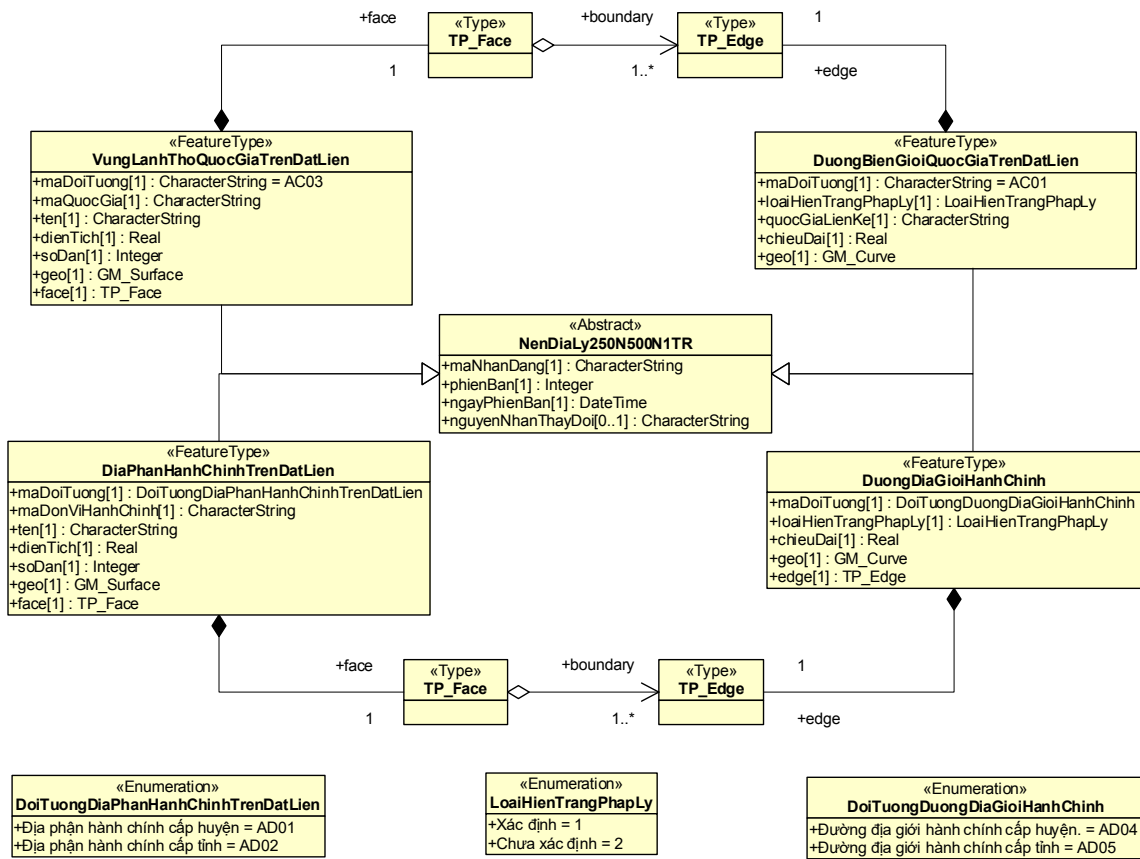 +face
«Type»
TP_Face
+boundary
«Type»
TP_Edge
1
1
1..*
+edge
«FeatureType»
VungLanhThoQuocGiaTrenDatLien
+maDoiTuong[1] : CharacterString = AC03
+maQuocGia[1] : CharacterString
+ten[1] : CharacterString
+dienTich[1] : Real
+soDan[1] : Integer
+geo[1] : GM_Surface
+face[1] : TP_Face
«FeatureType»
DuongBienGioiQuocGiaTrenDatLien
+maDoiTuong[1] : CharacterString = AC01
+loaiHienTrangPhapLy[1] : LoaiHienTrangPhapLy
+quocGiaLienKe[1] : CharacterString
+chieuDai[1] : Real
+geo[1] : GM_Curve
«Abstract»
NenDiaLy250N500N1TR
+maNhanDang[1] : CharacterString
+phienBan[1] : Integer
+ngayPhienBan[1] : DateTime
+nguyenNhanThayDoi[0..1] : CharacterString
«FeatureType»
DiaPhanHanhChinhTrenDatLien
+maDoiTuong[1] : DoiTuongDiaPhanHanhChinhTrenDatLien
+maDonViHanhChinh[1] : CharacterString
+ten[1] : CharacterString
+dienTich[1] : Real
+soDan[1] : Integer
+geo[1] : GM_Surface
+face[1] : TP_Face
«FeatureType»
DuongDiaGioiHanhChinh
+maDoiTuong[1] : DoiTuongDuongDiaGioiHanhChinh
+loaiHienTrangPhapLy[1] : LoaiHienTrangPhapLy
+chieuDai[1] : Real
+geo[1] : GM_Curve
+edge[1] : TP_Edge
+face
«Type»
TP_Face
+boundary
«Type»
TP_Edge
1
1
1..*
+edge
«Enumeration»
DoiTuongDiaPhanHanhChinhTrenDatLien
+Địa phận hành chính cấp huyện = AD01
+Địa phận hành chính cấp tỉnh = AD02
«Enumeration»
LoaiHienTrangPhapLy
+Xác định = 1
+Chưa xác định = 2
«Enumeration»
DoiTuongDuongDiaGioiHanhChinh
+Đường địa giới hành chính cấp huyện. = AD04
+Đường địa giới hành chính cấp tỉnh = AD05